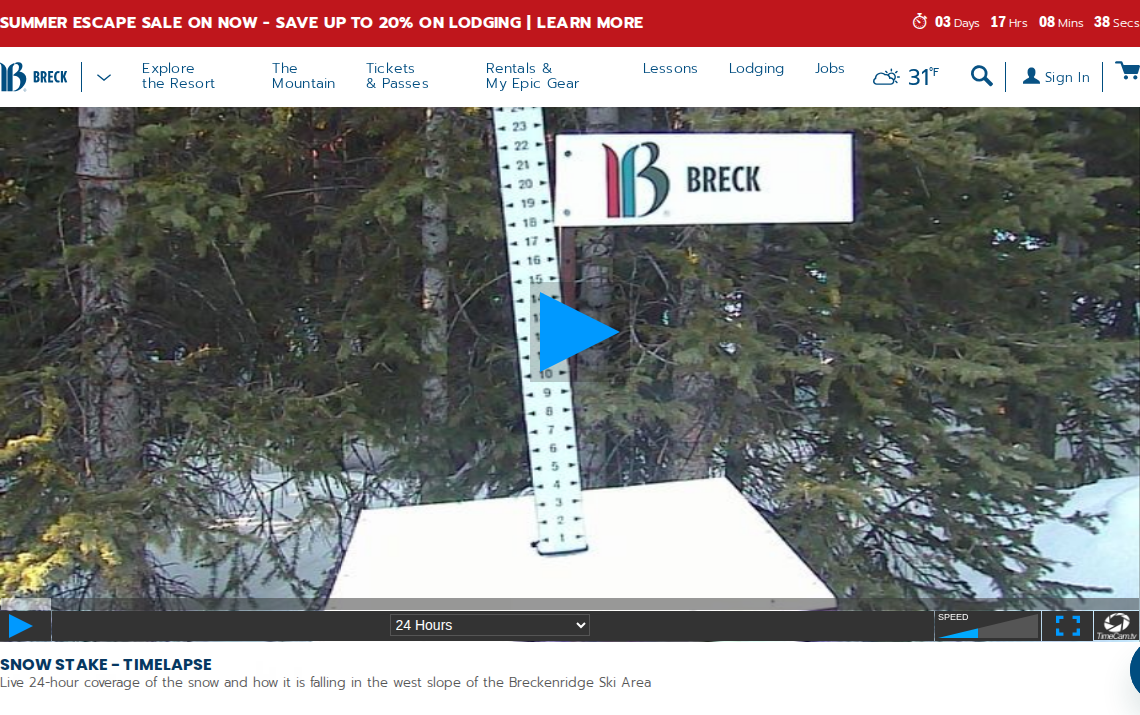 SUMMER ESCAPE SALE ON NOW - SAVE UP TO 20% ON LODGING | LEARN MORE
03 Days 17 Hrs 08 Mins 38 Secs
BRECK
Explore
the Resort
The
Mountain
Tickets
& Passes
Rentals &
My Epic Gear
Lessons
Lodging
Jobs
31°F
Sign In
23
22
21
20
19
18
17
16
15
10
9
8
7
6
5
4
3
2
1
BRECK
24 Hours
SPEED
TimeCam.tv
SNOW STAKE - TIMELAPSE
Live 24-hour coverage of the snow and how it is falling in the west slope of the Breckenridge Ski Area